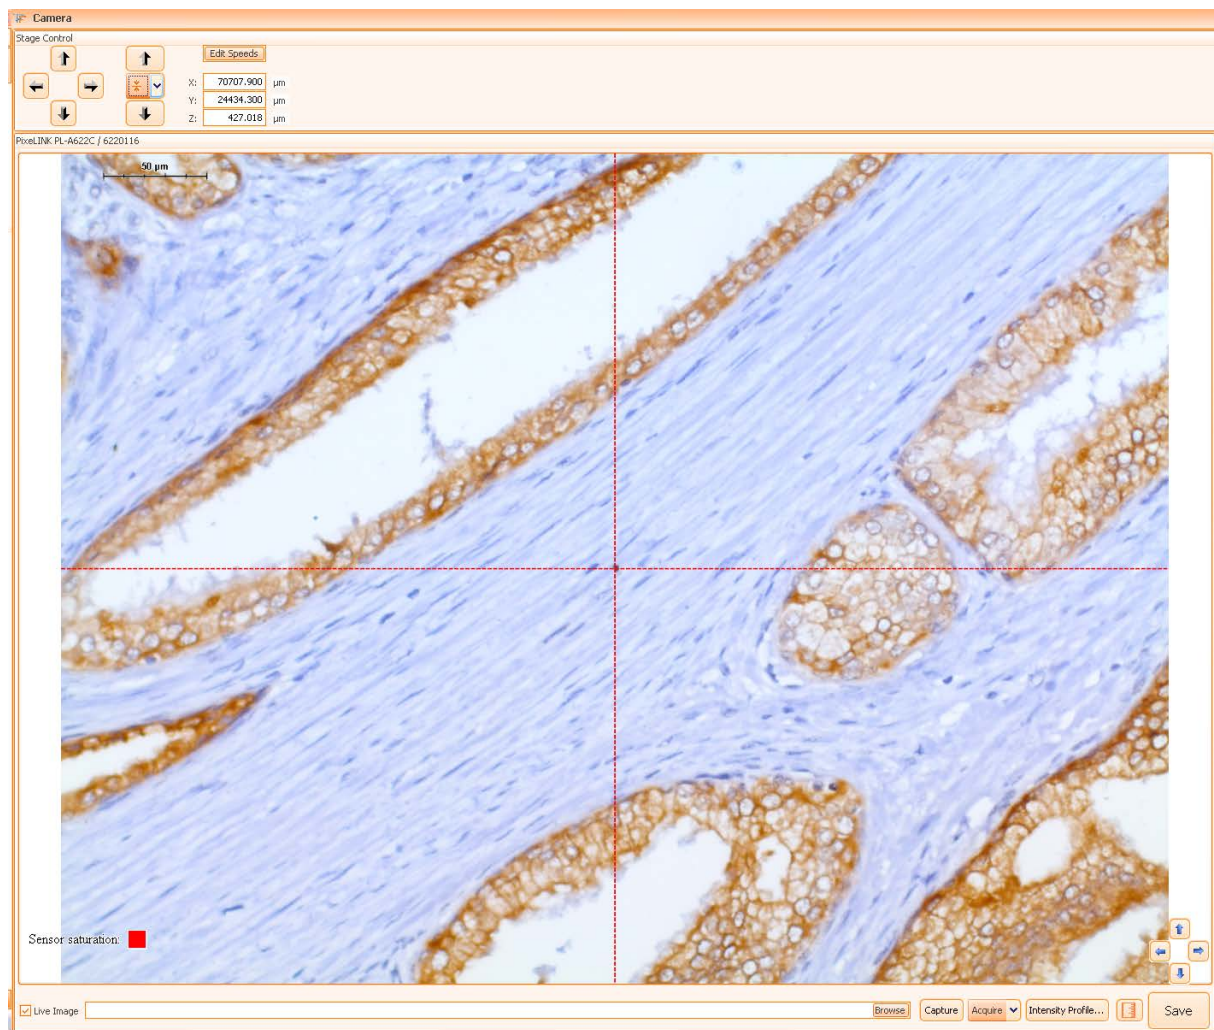 Camera
Stage Control
Edit Speeds
X: 70707.900 µm
Y: 24434.300 µm
Z: 427.018 µm
PixeLINK PL-A622C / 6220116
50 µm
Sensor saturation:
Live Image Browse Capture Acquire Intensity Profile... Save